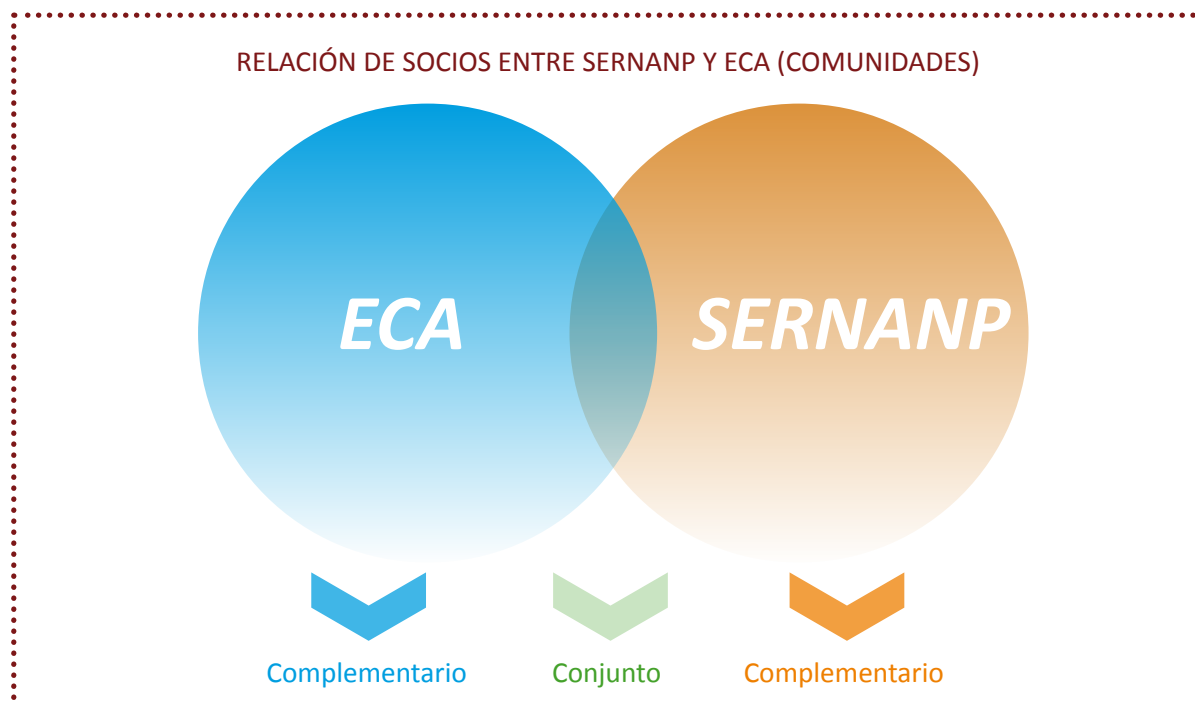 RELACIÓN DE SOCIOS ENTRE SERNANP Y ECA (COMUNIDADES)
ECA
SERNANP
Complementario
Conjunto
Complementario